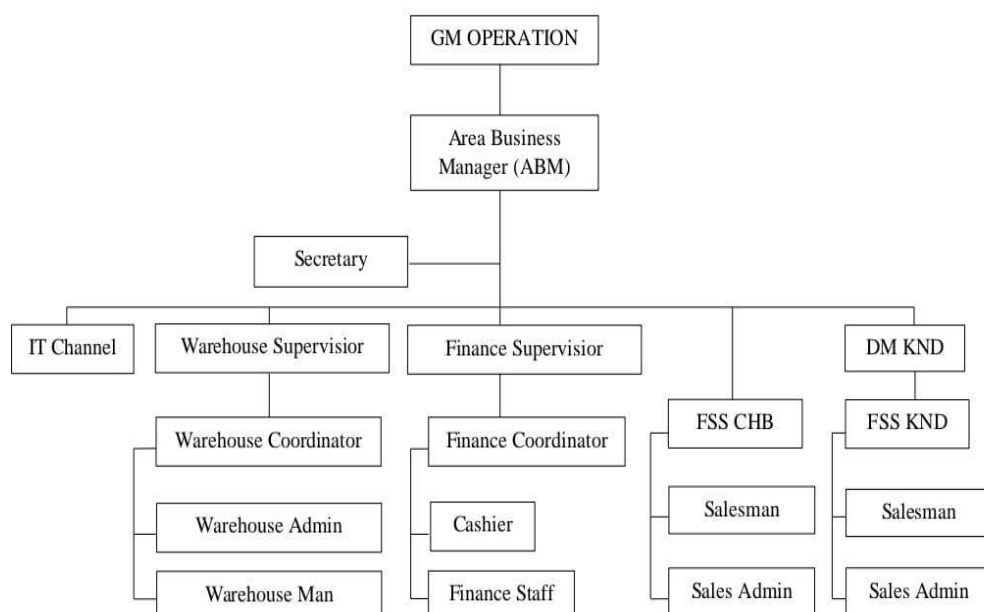 GM OPERATION
Area Business
Manager (ABM)
Secretary
IT Channel
Warehouse Supervisior
Finance Supervisior
DM KND
Warehouse Coordinator
Finance Coordinator
FSS CHB
FSS KND
Warehouse Admin
Cashier
Salesman
Salesman
Warehouse Man
Finance Staff
Sales Admin
Sales Admin